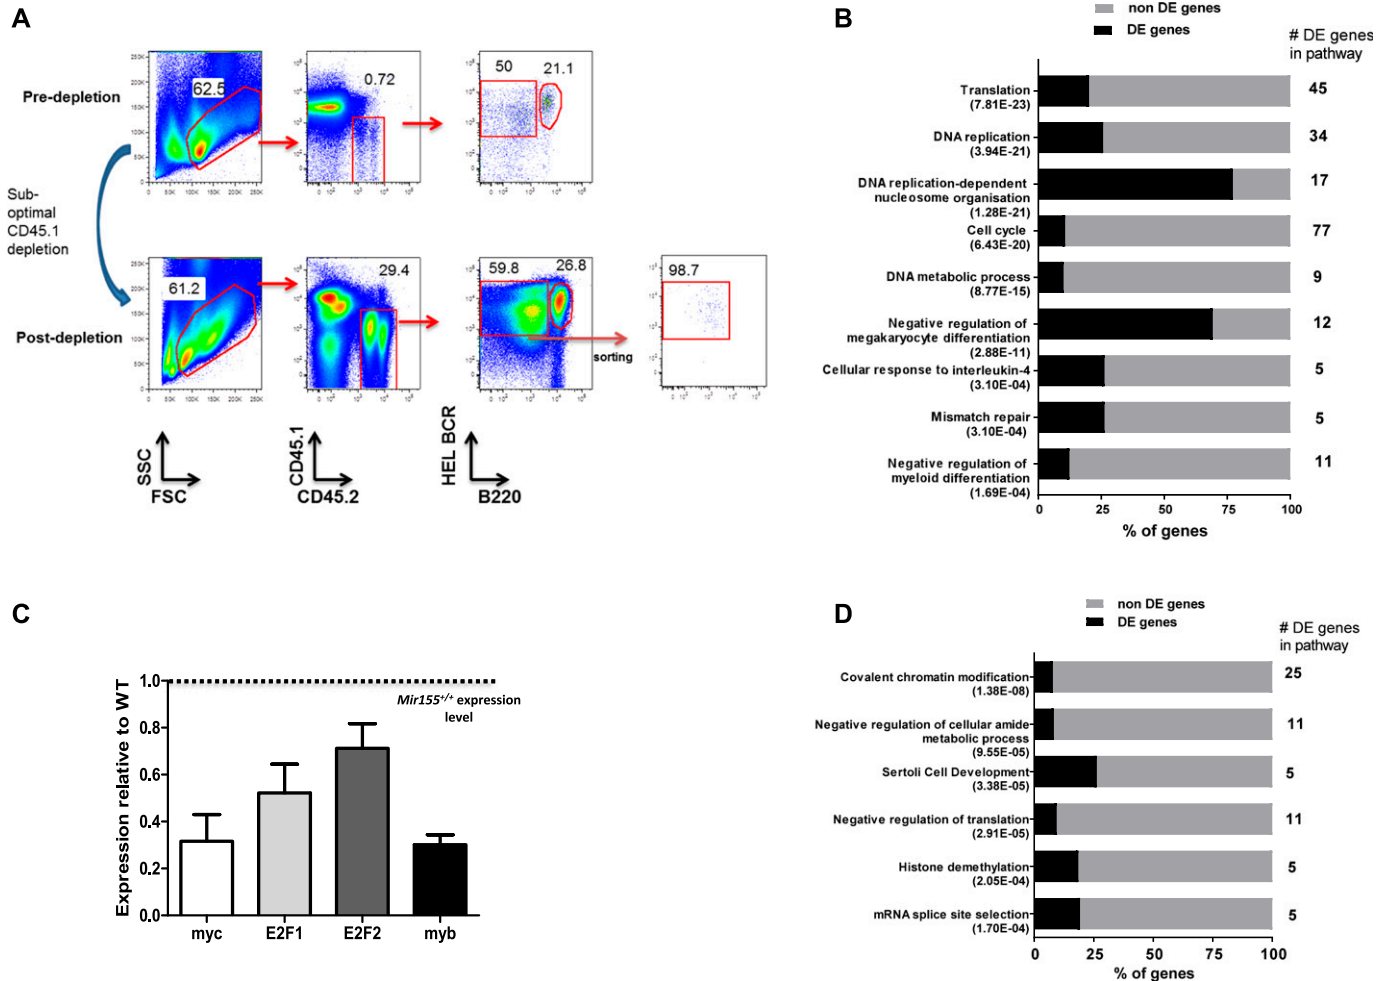 A
Pre-depletion
Sub-
optimal
CD45.1
depletion
Post-depletion
62.5
0.72
50
21.1
61.2
29.4
59.8
26.8
98.7
sorting
SSC
FSC
CD45.1
CD45.2
HEL BCR
B220
B
non DE genes
DE genes
# DE genes
in pathway
Translation
(7.81E-23)
45
DNA replication
(3.94E-21)
34
DNA replication-dependent
nucleosome organisation
(1.28E-21)
17
Cell cycle
(6.43E-20)
77
DNA metabolic process
(8.77E-15)
9
Negative regulation of
megakaryocyte differentiation
(2.88E-11)
12
Cellular response to interleukin-4
(3.10E-04)
5
Mismatch repair
(3.10E-04)
5
Negative regulation of
myeloid differentiation
(1.69E-04)
11
0 25 50 75 100
% of genes
C
Expression relative to WT
1.0
0.8
0.6
0.4
0.2
0.0
Mir155+/+ expression
level
myc E2F1 E2F2 myb
D
non DE genes
DE genes
# DE genes
in pathway
Covalent chromatin modification
(1.38E-08)
25
Negative regulation of cellular amide
metabolic process
(9.55E-05)
11
Sertoli Cell Development
(3.38E-05)
5
Negative regulation of translation
(2.91E-05)
11
Histone demethylation
(2.05E-04)
5
mRNA splice site selection
(1.70E-04)
5
0 25 50 75 100
% of genes